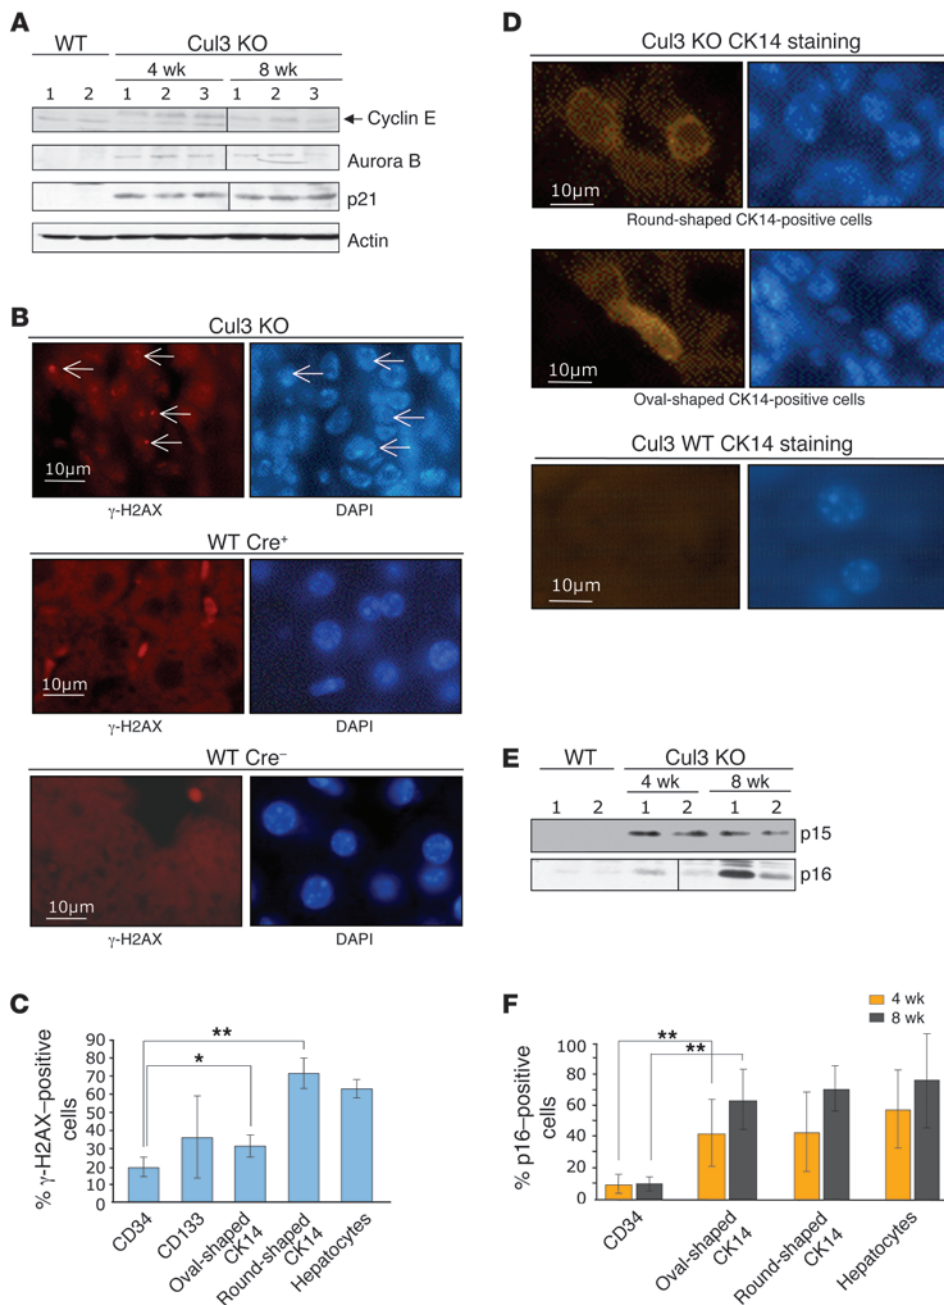 A
WT Cul3 KO
4 wk 8 wk
1 2 1 2 3 1 2 3
Cyclin E
Aurora B
p21
Actin
B
Cul3 KO
10μm
γ-H2AX DAPI
WT Cre⁺
10μm
γ-H2AX DAPI
WT Cre⁻
10μm
γ-H2AX DAPI
C
% γ-H2AX–positive
cells
90
80
70
60
50
40
30
20
10
0
** 
*
CD34
CD133
Oval-shaped
CK14
Round-shaped
CK14
Hepatocytes
D
Cul3 KO CK14 staining
10μm
Round-shaped CK14-positive cells
10μm
Oval-shaped CK14-positive cells
Cul3 WT CK14 staining
10μm
E
WT Cul3 KO
4 wk 8 wk
1 2 1 2 1 2
p15
p16
F
4 wk
8 wk
% p16–positive
cells
100
80
60
40
20
0
**
**
CD34
Oval-shaped
CK14
Round-shaped
CK14
Hepatocytes